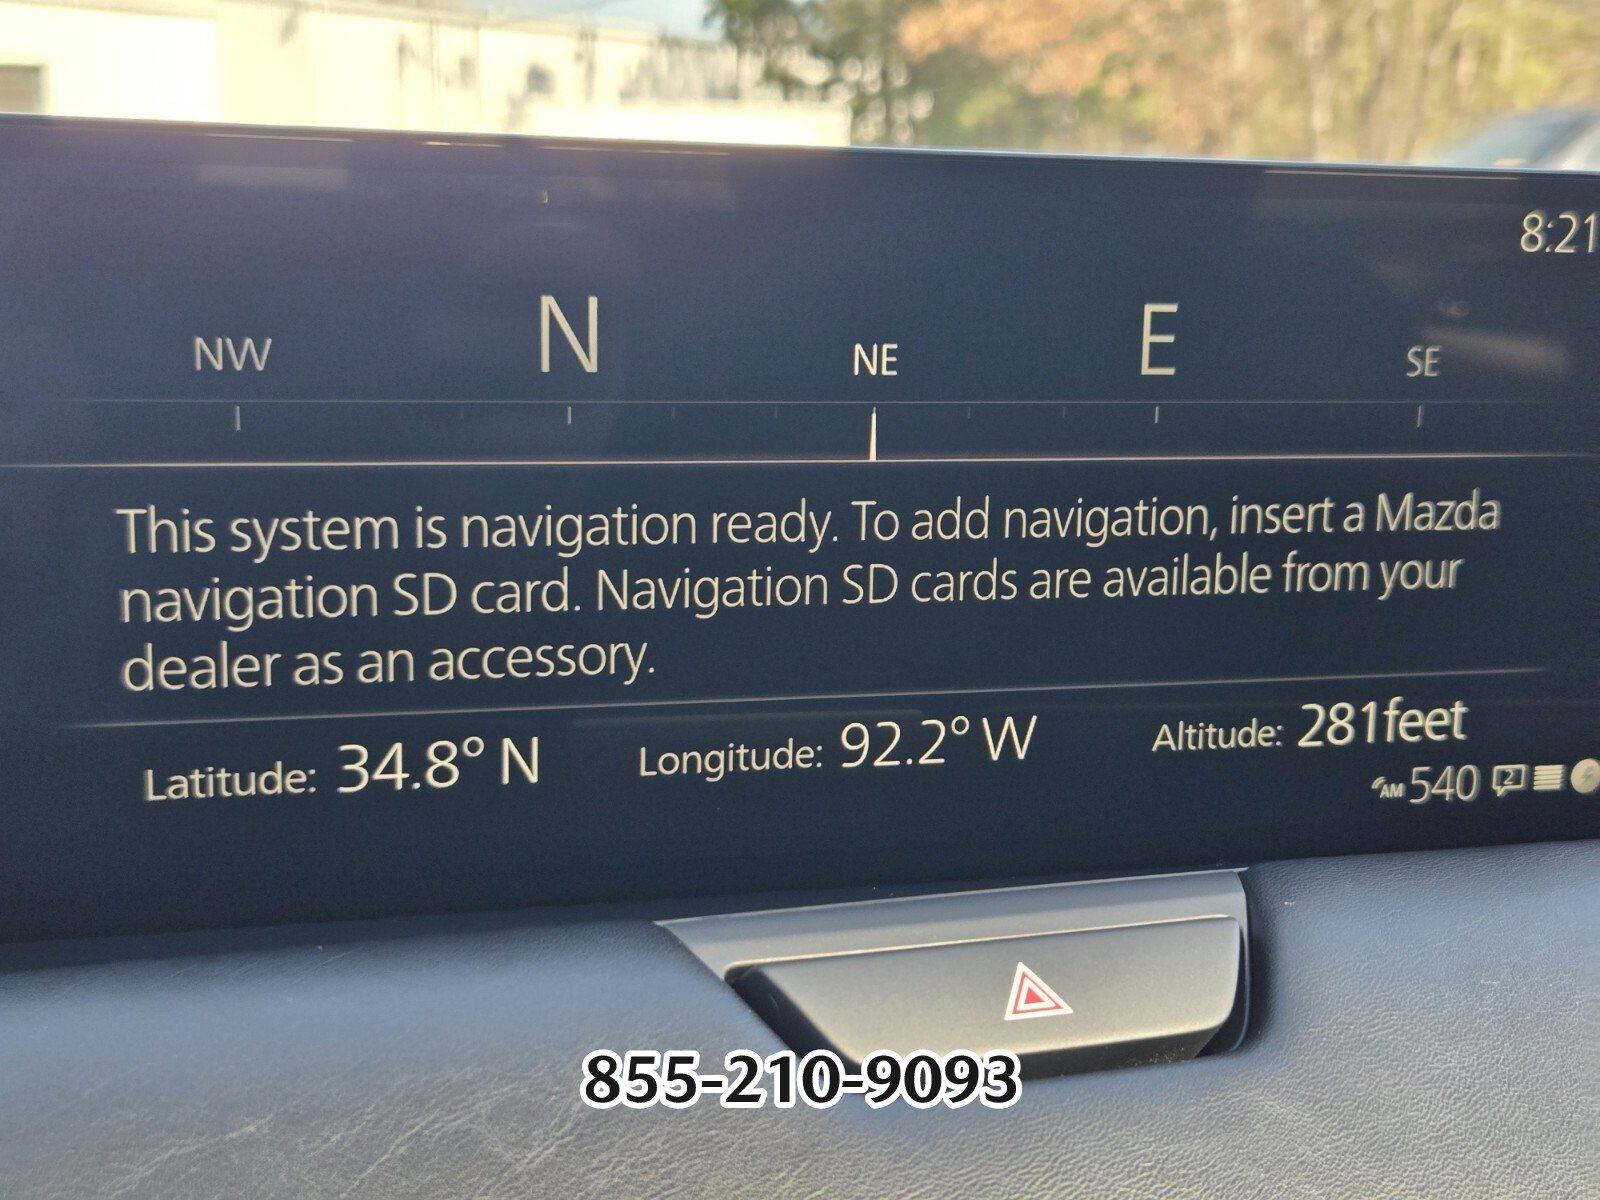 8:21
NW N NE E SE
This system is navigation ready. To add navigation, insert a Mazda
navigation SD card. Navigation SD cards are available from your
dealer as an accessory.
Latitude: 34.8° N Longitude: 92.2° W Altitude: 281feet
AM 540 2
855-210-9093